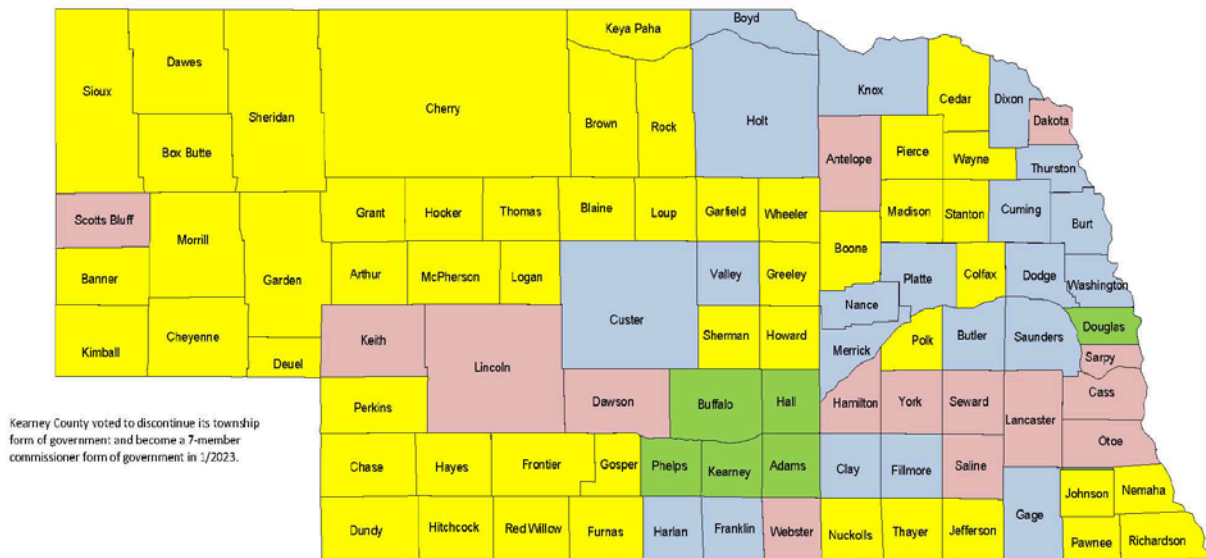 Boyd
Keya Paha
Dawes
Sioux
Sheridan
Cherry
Knox
Cedar
Dixon
Brown
Rock
Holt
Dakota
Box Butte
Antelope
Pierce
Wayne
Thurston
Scotts Bluff
Grant
Hooker
Thomas
Blaine
Loup
Garfield
Wheeler
Madison
Stanton
Cuming
Burt
Morrill
Boone
Banner
Garden
Arthur
McPherson
Logan
Valley
Greeley
Platte
Colfax
Dodge
Washington
Nance
Custer
Kimball
Cheyenne
Deuel
Keith
Lincoln
Sherman
Howard
Merrick
Polk
Butler
Saunders
Douglas
Sarpy
Perkins
Dawson
Buffalo
Hall
Hamilton
York
Seward
Lancaster
Cass
Otoe
Kearney County voted to discontinue its township
form of government and become a 7-member
commissioner form of government in 1/2023.
Chase
Hayes
Frontier
Gosper
Phelps
Kearney
Adams
Clay
Fillmore
Saline
Johnson
Nemaha
Dundy
Hitchcock
Red Willow
Furnas
Harlan
Franklin
Webster
Nuckolls
Thayer
Jefferson
Gage
Pawnee
Richardson